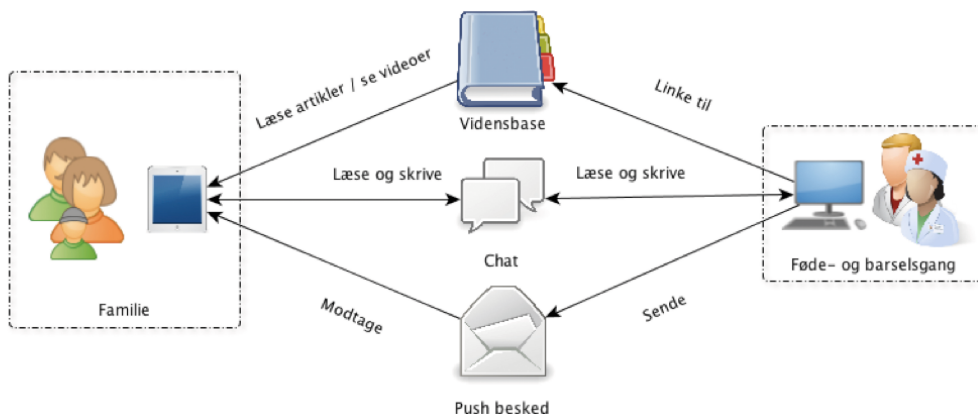 Læse artikler / se videoer
Vidensbase
Linke til
Læse og skrive
Læse og skrive
Chat
Føde- og barselsgang
Familie
Modtage
Sende
Push besked